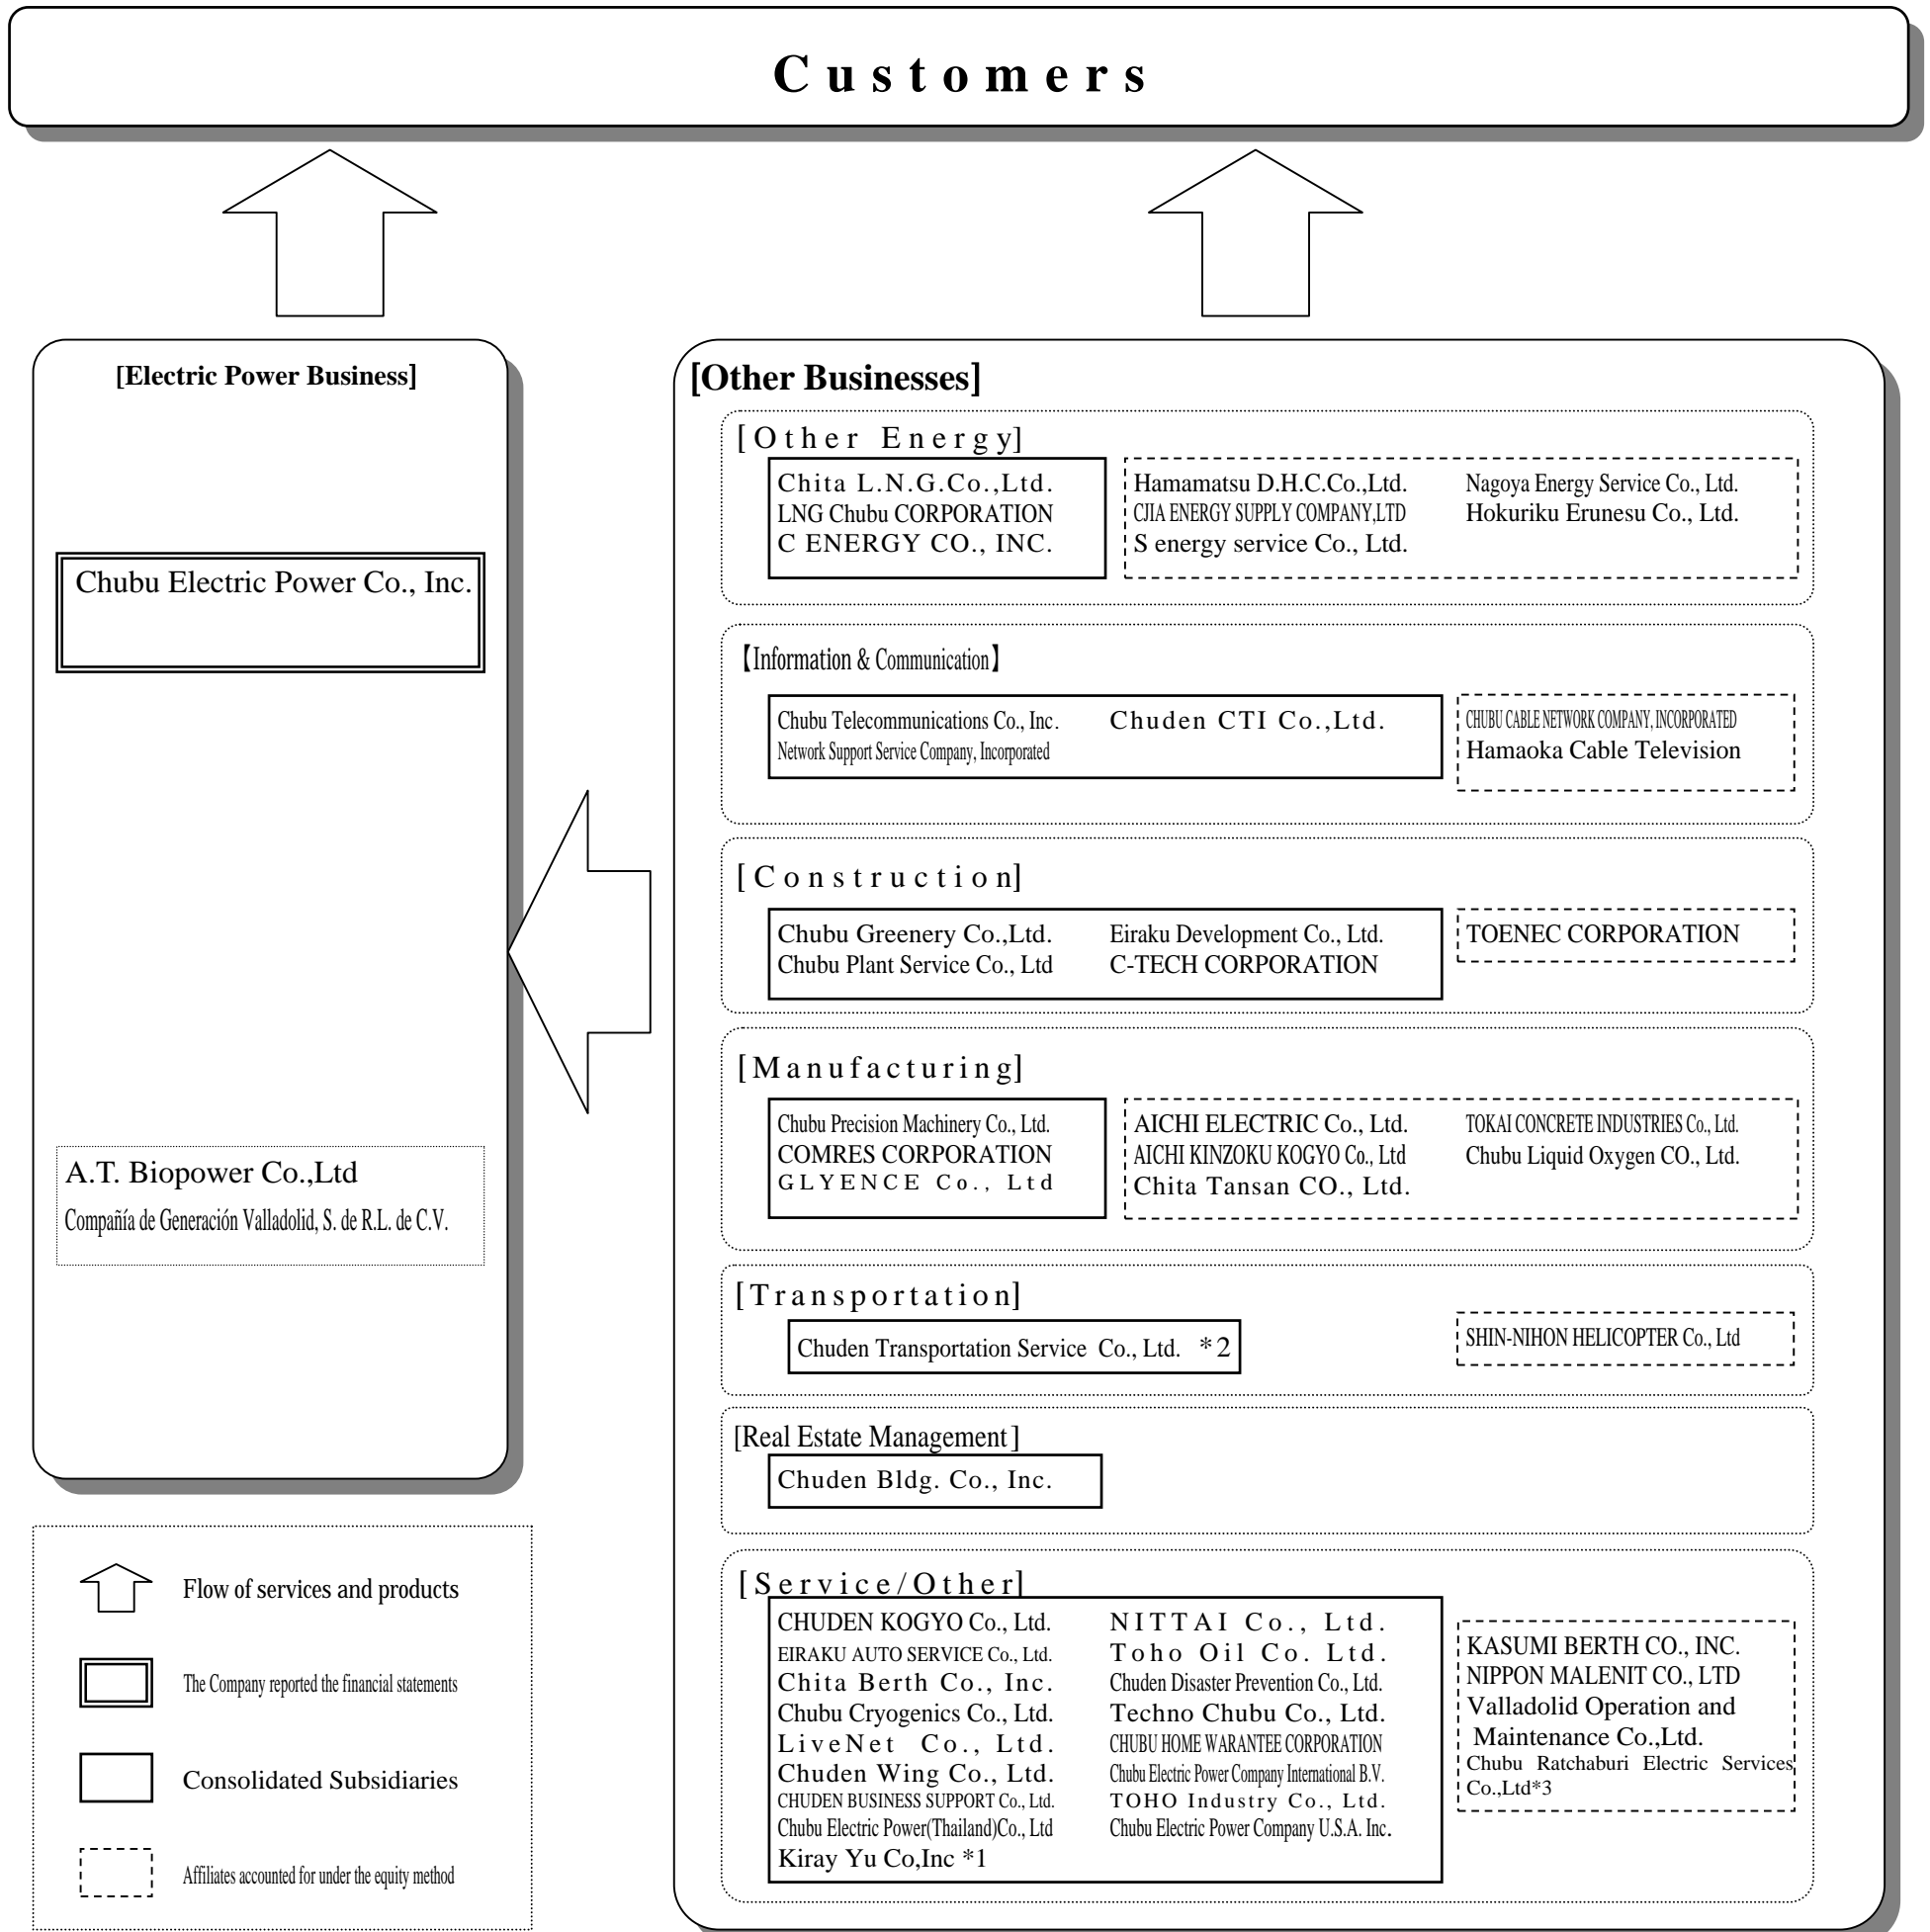 Customers
[Electric Power Business]
Chubu Electric Power Co., Inc.
A.T. Biopower Co.,Ltd
Compañía de Generación Valladolid, S. de R.L. de C.V.
Flow of services and products
The Company reported the financial statements
Consolidated Subsidiaries
Affiliates accounted for under the equity method
[Other Businesses]
[Other Energy]
Chita L.N.G.Co.,Ltd.
LNG Chubu CORPORATION
C ENERGY CO., INC.
Hamamatsu D.H.C.Co.,Ltd. Nagoya Energy Service Co., Ltd.
CJIA ENERGY SUPPLY COMPANY,LTD Hokuriku Erunesu Co., Ltd.
S energy service Co., Ltd.
【Information & Communication】
Chubu Telecommunications Co., Inc. Chuden CTI Co.,Ltd.
Network Support Service Company, Incorporated
CHUBU CABLE NETWORK COMPANY, INCORPORATED
Hamaoka Cable Television
[Construction]
Chubu Greenery Co.,Ltd. Eiraku Development Co., Ltd.
Chubu Plant Service Co., Ltd C-TECH CORPORATION
TOENEC CORPORATION
[Manufacturing]
Chubu Precision Machinery Co., Ltd.
COMRES CORPORATION
GLYENCE Co., Ltd
AICHI ELECTRIC Co., Ltd. TOKAI CONCRETE INDUSTRIES Co., Ltd.
AICHI KINZOKU KOGYO Co., Ltd Chubu Liquid Oxygen CO., Ltd.
Chita Tansan CO., Ltd.
[Transportation]
Chuden Transportation Service Co., Ltd. *2
SHIN-NIHON HELICOPTER Co., Ltd
[Real Estate Management]
Chuden Bldg. Co., Inc.
[Service/Other]
CHUDEN KOGYO Co., Ltd. NITTAI Co., Ltd.
EIRAKU AUTO SERVICE Co., Ltd. Toho Oil Co. Ltd.
Chita Berth Co., Inc. Chuden Disaster Prevention Co., Ltd.
Chubu Cryogenics Co., Ltd. Techno Chubu Co., Ltd.
LiveNet Co., Ltd. CHUBU HOME WARANTEE CORPORATION
Chuden Wing Co., Ltd. Chubu Electric Power Company International B.V.
CHUDEN BUSINESS SUPPORT Co., Ltd. TOHO Industry Co., Ltd.
Chubu Electric Power(Thailand)Co., Ltd Chubu Electric Power Company U.S.A. Inc.
Kiray Yu Co,Inc *1
KASUMI BERTH CO., INC.
NIPPON MALENIT CO., LTD
Valladolid Operation and
Maintenance Co.,Ltd.
Chubu Ratchaburi Electric Services
Co.,Ltd*3